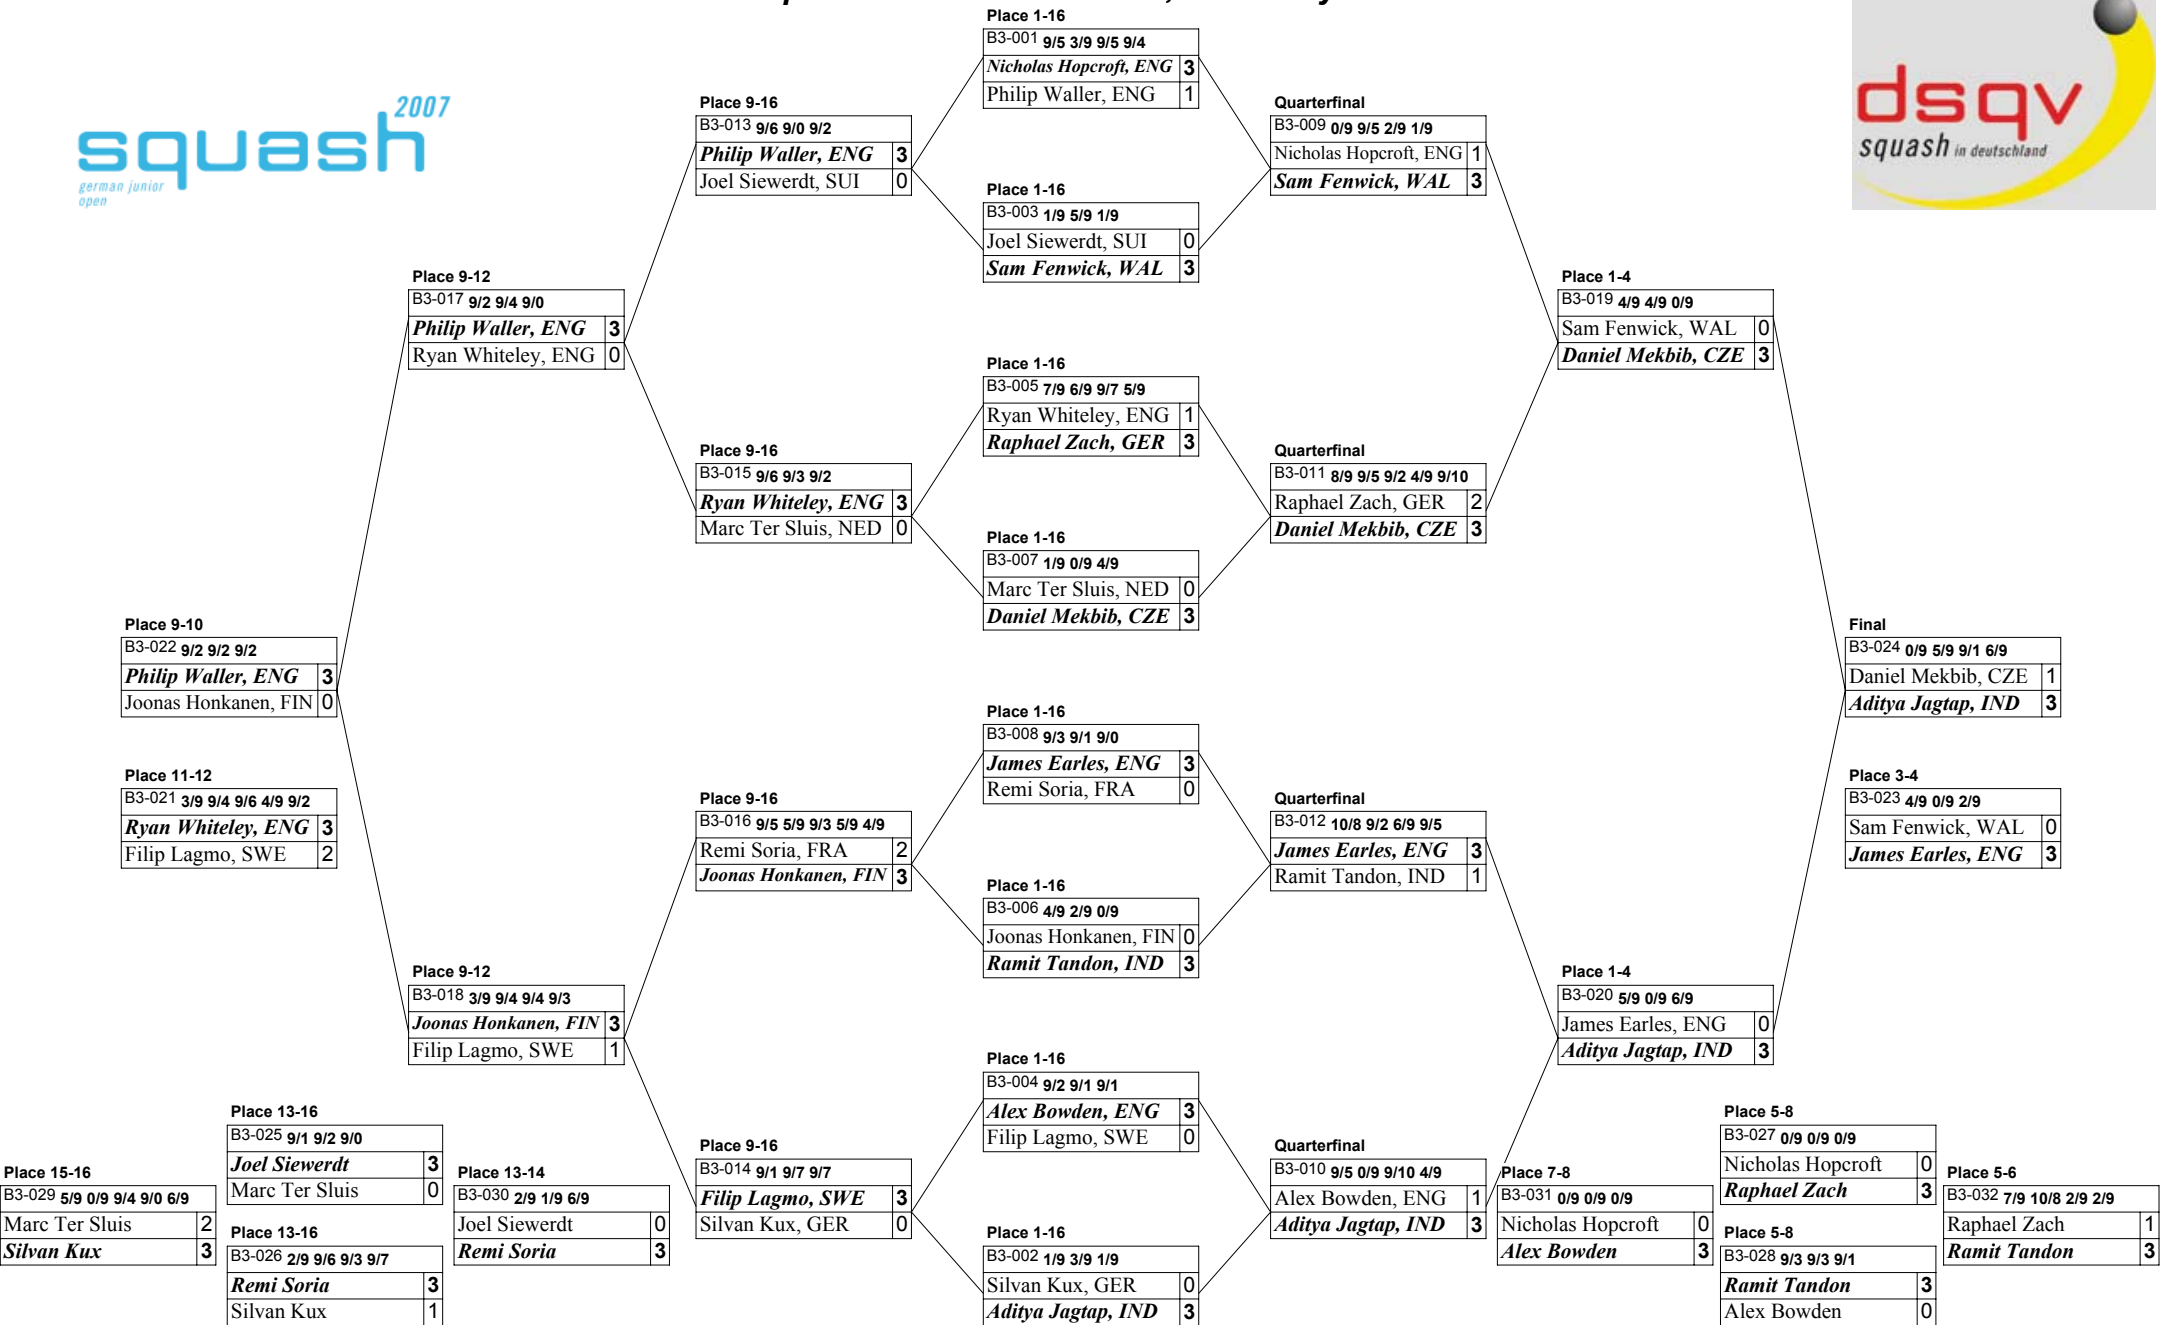 Place 1-16
B3-001 9/5 3/9 9/5 9/4
Nicholas Hopcroft, ENG 3
Philip Waller, ENG 1
2007
squash
german junior
open
dsqv
squash in deutschland
Place 9-16
B3-013 9/6 9/0 9/2
Philip Waller, ENG 3
Joel Siewerdt, SUI 0
Quarterfinal
B3-009 0/9 9/5 2/9 1/9
Nicholas Hopcroft, ENG 1
Sam Fenwick, WAL 3
Place 1-16
B3-003 1/9 5/9 1/9
Joel Siewerdt, SUI 0
Sam Fenwick, WAL 3
Place 9-12
B3-017 9/2 9/4 9/0
Philip Waller, ENG 3
Ryan Whiteley, ENG 0
Place 1-4
B3-019 4/9 4/9 0/9
Sam Fenwick, WAL 0
Daniel Mekbib, CZE 3
Place 1-16
B3-005 7/9 6/9 9/7 5/9
Ryan Whiteley, ENG 1
Raphael Zach, GER 3
Place 9-16
B3-015 9/6 9/3 9/2
Ryan Whiteley, ENG 3
Marc Ter Sluis, NED 0
Quarterfinal
B3-011 8/9 9/5 9/2 4/9 9/10
Raphael Zach, GER 2
Daniel Mekbib, CZE 3
Place 1-16
B3-007 1/9 0/9 4/9
Marc Ter Sluis, NED 0
Daniel Mekbib, CZE 3
Place 9-10
B3-022 9/2 9/2 9/2
Philip Waller, ENG 3
Joonas Honkanen, FIN 0
Final
B3-024 0/9 5/9 9/1 6/9
Daniel Mekbib, CZE 1
Aditya Jagtap, IND 3
Place 1-16
B3-008 9/3 9/1 9/0
James Earles, ENG 3
Remi Soria, FRA 0
Place 11-12
B3-021 3/9 9/4 9/6 4/9 9/2
Ryan Whiteley, ENG 3
Filip Lagmo, SWE 2
Place 3-4
B3-023 4/9 0/9 2/9
Sam Fenwick, WAL 0
James Earles, ENG 3
Place 9-16
B3-016 9/5 5/9 9/3 5/9 4/9
Remi Soria, FRA 2
Joonas Honkanen, FIN 3
Quarterfinal
B3-012 10/8 9/2 6/9 9/5
James Earles, ENG 3
Ramit Tandon, IND 1
Place 1-16
B3-006 4/9 2/9 0/9
Joonas Honkanen, FIN 0
Ramit Tandon, IND 3
Place 9-12
B3-018 3/9 9/4 9/4 9/3
Joonas Honkanen, FIN 3
Filip Lagmo, SWE 1
Place 1-4
B3-020 5/9 0/9 6/9
James Earles, ENG 0
Aditya Jagtap, IND 3
Place 1-16
B3-004 9/2 9/1 9/1
Alex Bowden, ENG 3
Filip Lagmo, SWE 0
Place 13-16
B3-025 9/1 9/2 9/0
Joel Siewerdt 3
Marc Ter Sluis 0
Place 5-8
B3-027 0/9 0/9 0/9
Nicholas Hopcroft 0
Raphael Zach 3
Place 9-16
B3-014 9/1 9/7 9/7
Filip Lagmo, SWE 3
Silvan Kux, GER 0
Quarterfinal
B3-010 9/5 0/9 9/10 4/9
Alex Bowden, ENG 1
Aditya Jagtap, IND 3
Place 15-16
B3-029 5/9 0/9 9/4 9/0 6/9
Marc Ter Sluis 2
Silvan Kux 3
Place 13-14
B3-030 2/9 1/9 6/9
Joel Siewerdt 0
Remi Soria 3
Place 7-8
B3-031 0/9 0/9 0/9
Nicholas Hopcroft 0
Alex Bowden 3
Place 5-6
B3-032 7/9 10/8 2/9 2/9
Raphael Zach 1
Ramit Tandon 3
Place 13-16
B3-026 2/9 9/6 9/3 9/7
Remi Soria 3
Silvan Kux 1
Place 1-16
B3-002 1/9 3/9 1/9
Silvan Kux, GER 0
Aditya Jagtap, IND 3
Place 5-8
B3-028 9/3 9/3 9/1
Ramit Tandon 3
Alex Bowden 0